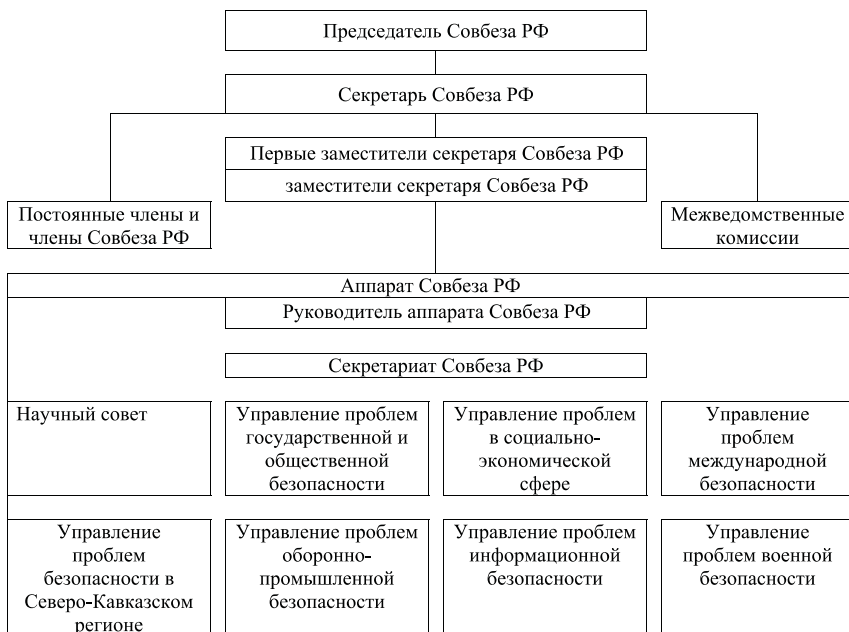 Председатель Совбеза РФ
Секретарь Совбеза РФ
Первые заместители секретаря Совбеза РФ
заместители секретаря Совбеза РФ
Постоянные члены и
члены Совбеза РФ
Межведомственные
комиссии
Аппарат Совбеза РФ
Руководитель аппарата Совбеза РФ
Секретариат Совбеза РФ
Научный совет
Управление проблем
государственной и
общественной
безопасности
Управление проблем
в социально-
экономической
сфере
Управление
проблем
международной
безопасности
Управление
проблем
безопасности в
Северо-Кавказском
регионе
Управление проблем
оборонно-
промышленной
безопасности
Управление проблем
информационной
безопасности
Управление
проблем военной
безопасности